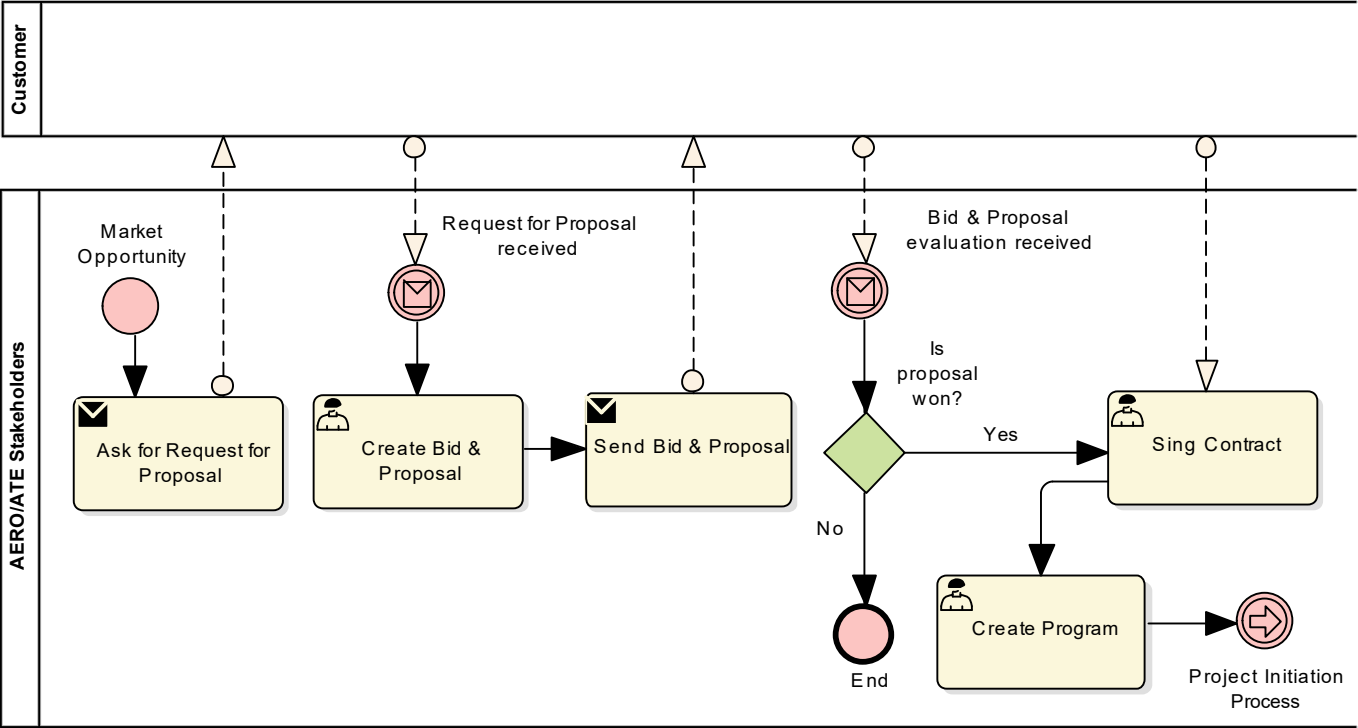 Customer
AERO/ATE Stakeholders
Market
Opportunity
Request for Proposal
received
Bid & Proposal
evaluation received
Is
proposal
won?
Ask for Request for
Proposal
Create Bid &
Proposal
Send Bid & Proposal
Yes
Sing Contract
No
Create Program
End
Project Initiation
Process